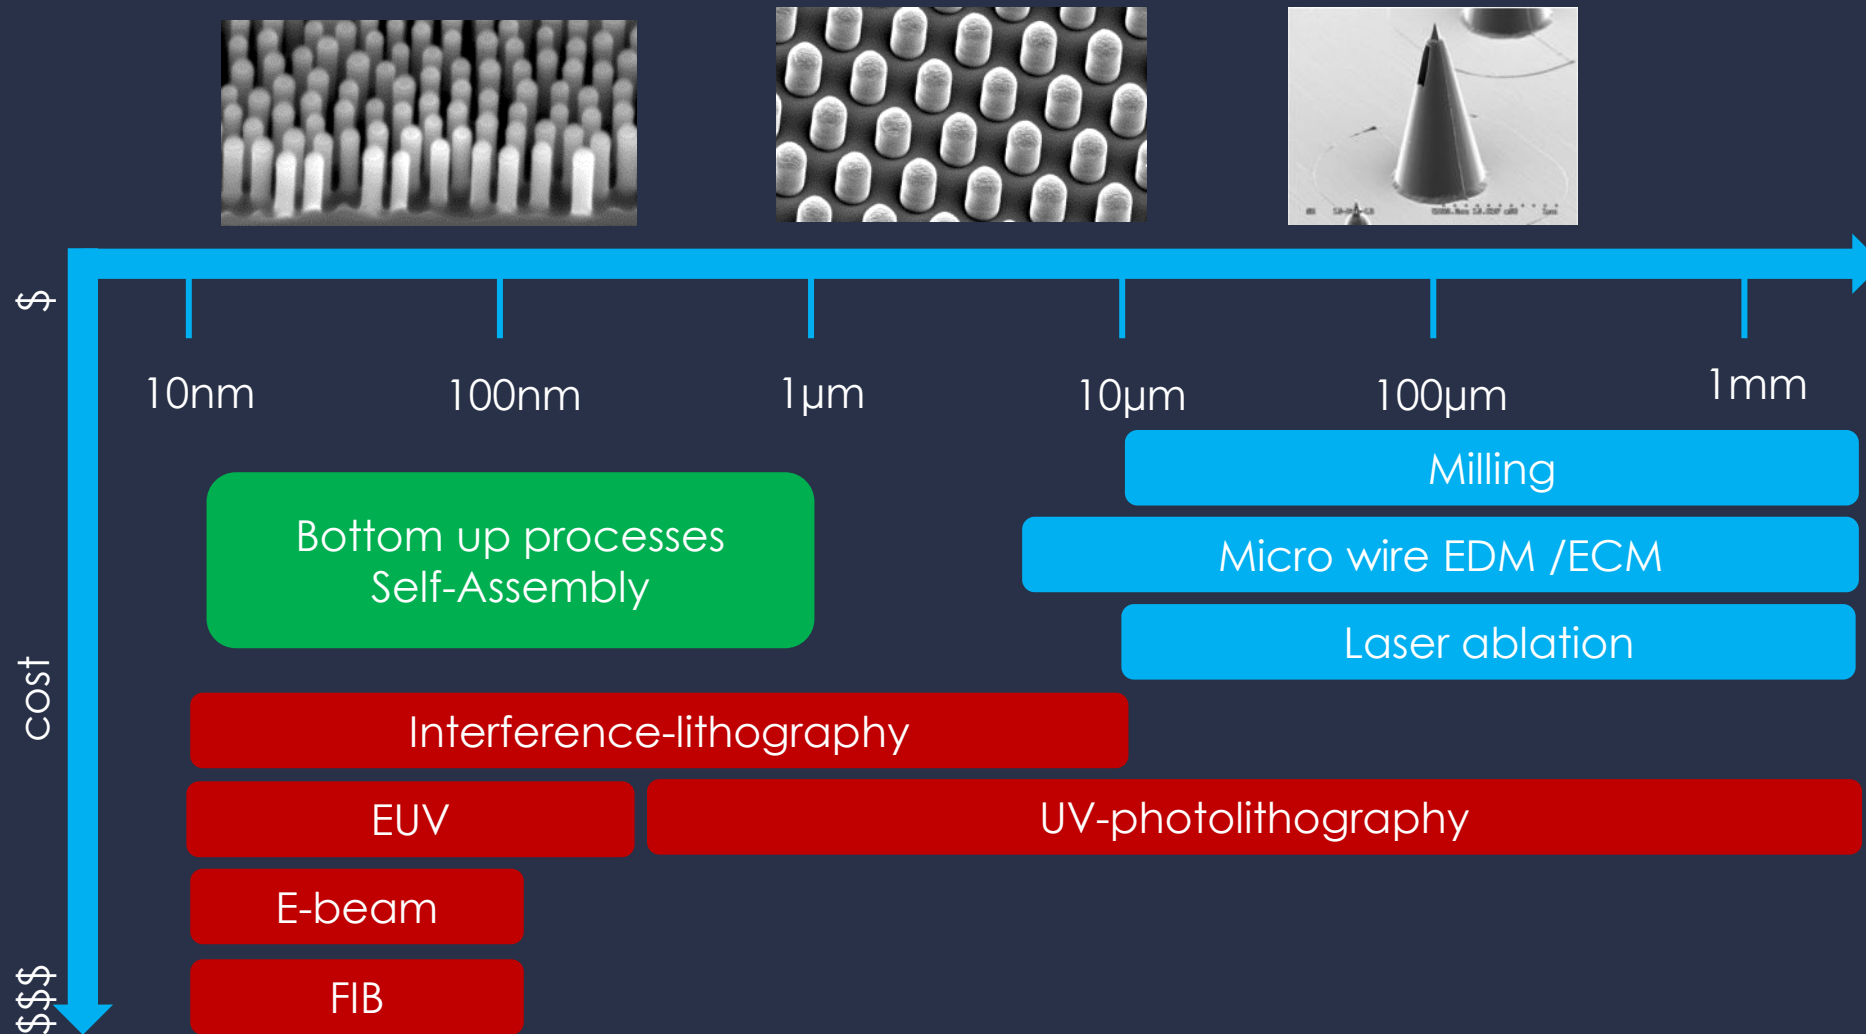 $
10nm
100nm
1µm
10µm
100µm
1mm
Milling
Bottom up processes
Self-Assembly
Micro wire EDM /ECM
Laser ablation
cost
Interference-lithography
EUV
UV-photolithography
E-beam
FIB
$$$